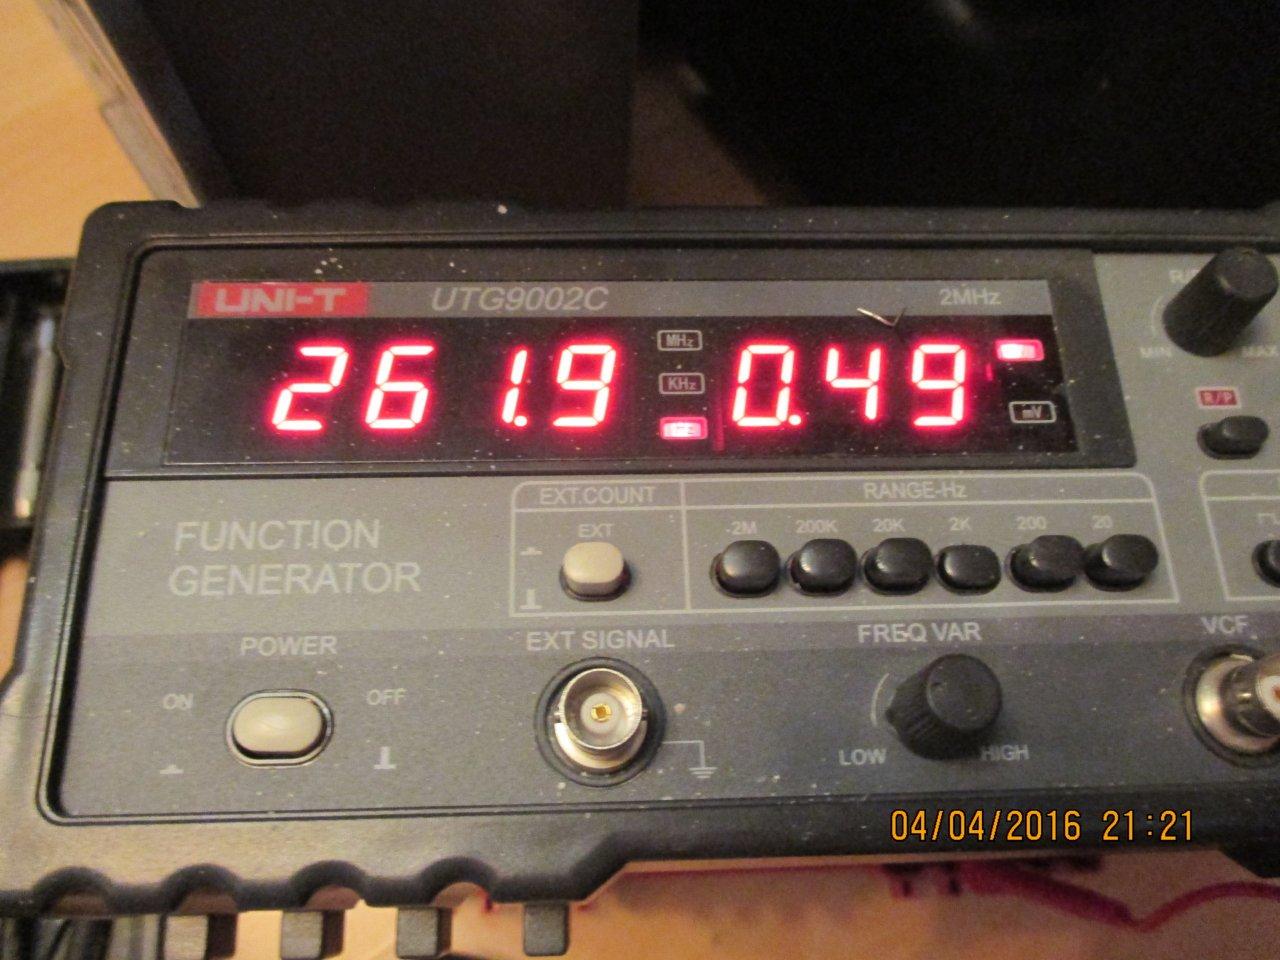 UNI-T UTG9002C 2MHz
261.9 MHz KHz 0.49 mV
MIN MAX
R/P
EXT.COUNT RANGE-Hz
EXT 2M 200K 20K 2K 200 20
FUNCTION
GENERATOR
POWER EXT SIGNAL FREQ VAR VCF
ON OFF
LOW HIGH
04/04/2016 21:21